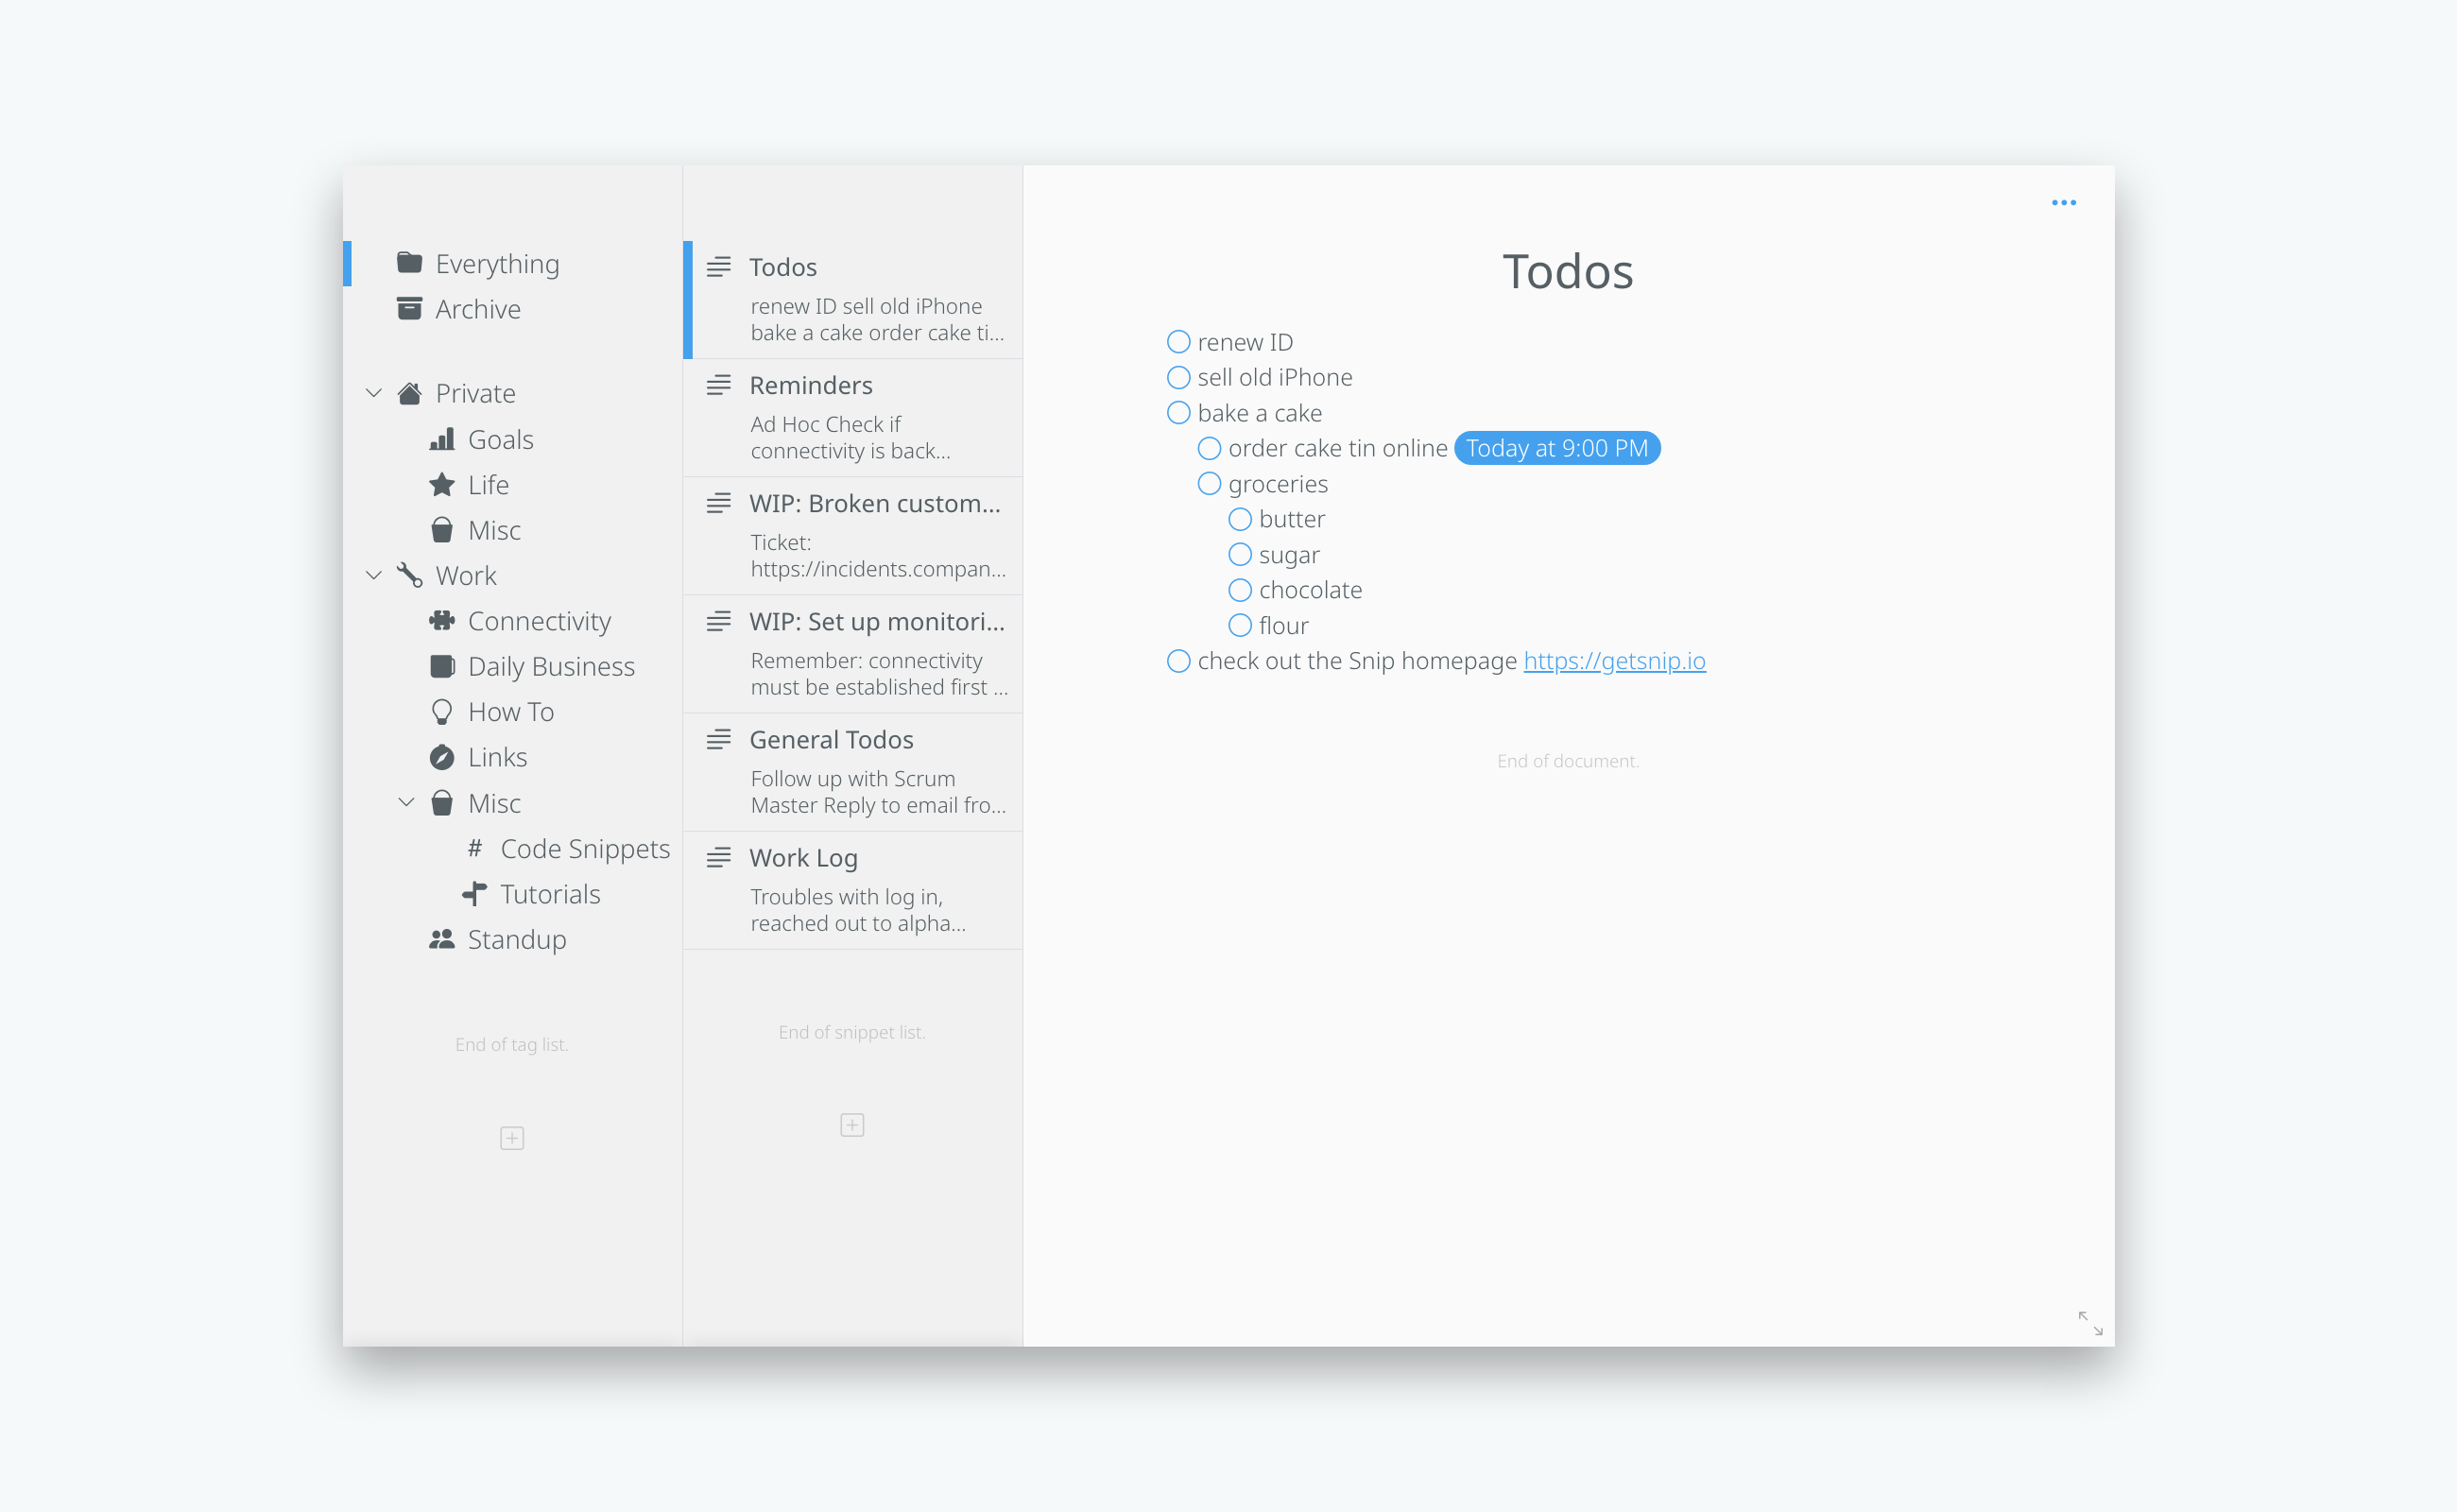 Everything
Archive
Private
Goals
Life
Misc
Work
Connectivity
Daily Business
How To
Links
Misc
# Code Snippets
Tutorials
Standup
End of tag list.
Todos
renew ID sell old iPhone
bake a cake order cake ti...
Reminders
Ad Hoc Check if
connectivity is back...
WIP: Broken custom...
Ticket:
https://incidents.compan...
WIP: Set up monitori...
Remember: connectivity
must be established first ...
General Todos
Follow up with Scrum
Master Reply to email fro...
Work Log
Troubles with log in,
reached out to alpha...
End of snippet list.
Todos
renew ID
sell old iPhone
bake a cake
order cake tin online Today at 9:00 PM
groceries
butter
sugar
chocolate
flour
check out the Snip homepage https://getsnip.io
End of document.